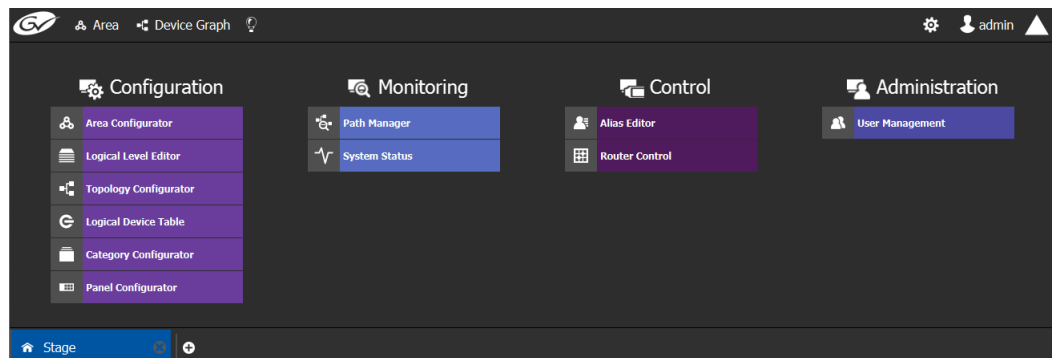 GV Area Device Graph admin
Configuration
Area Configurator
Logical Level Editor
Topology Configurator
Logical Device Table
Category Configurator
Panel Configurator
Monitoring
Path Manager
System Status
Control
Alias Editor
Router Control
Administration
User Management
Stage